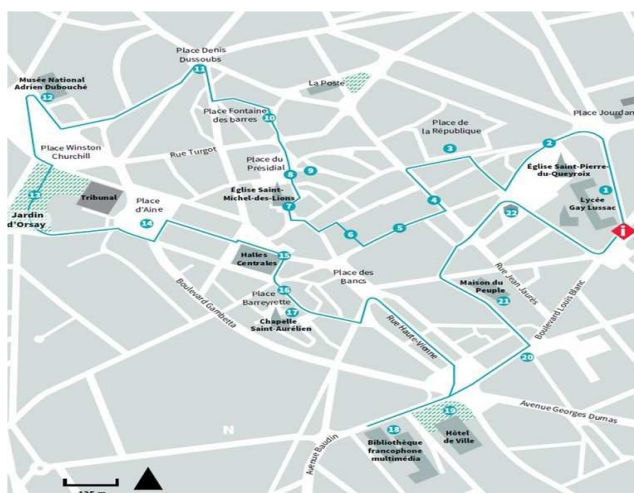 Place Denis
Dussoubs
11
Musée National
Adrien Dubouché
12
La Poste
Place Fontaine
des barres
10
Place de
la République
3
Place Jourdan
2
Rue Turgot
Place Winston
Churchill
Place du
Présidial
8
9
Église Saint-Pierre-
du-Queyroix
1
Lycée
Gay Lussac
Église Saint-
Michel-des-Lions
7
13
Tribunal
Jardin
d'Orsay
Place
d'Aine
14
4
22
5
6
i
Halles
Centrales
15
Place des
Bancs
Rue Jean Jaurès
Maison du
Peuple
21
Boulevard Louis Blanc
Boulevard Gambetta
16
Place
Barreyrette
17
Chapelle
Saint-Aurélien
Rue Haute-Vienne
20
Avenue Georges Dumas
19
Hôtel
de Ville
18
Bibliothèque
francophone
multimédia
Avenue Baudin
N
125 m